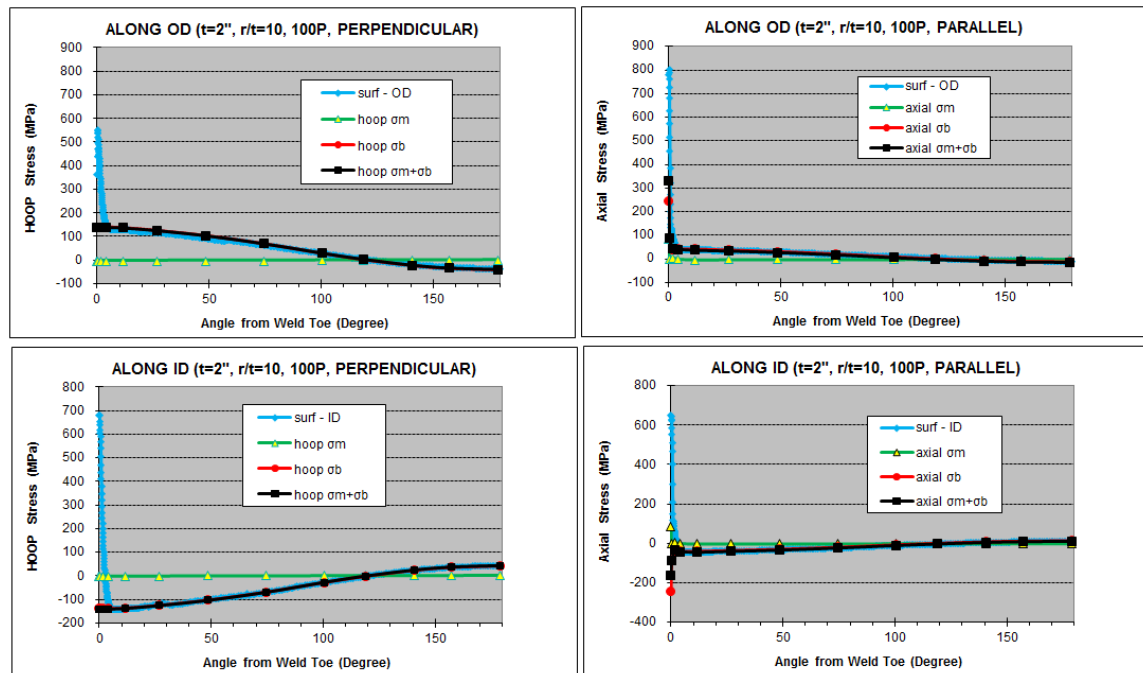 ALONG OD (t=2", r/t=10, 100P, PERPENDICULAR)
900
800
700
600
500
400
300
200
100
0
-100
HOOP Stress (MPa)
surf - OD
hoop σm
hoop σb
hoop σm+σb
0
50
100
150
Angle from Weld Toe (Degree)
ALONG OD (t=2", r/t=10, 100P, PARALLEL)
900
800
700
600
500
400
300
200
100
0
-100
Axial Stress (MPa)
surf - OD
axial σm
axial σb
axial σm+σb
0
50
100
150
Angle from Weld Toe (Degree)
ALONG ID (t=2", r/t=10, 100P, PERPENDICULAR)
800
700
600
500
400
300
200
100
0
-100
-200
HOOP Stress (MPa)
surf - ID
hoop σm
hoop σb
hoop σm+σb
0
50
100
150
Angle from Weld Toe (Degree)
ALONG ID (t=2", r/t=10, 100P, PARALLEL)
800
600
400
200
0
-200
-400
Axial Stress (MPa)
surf - ID
axial σm
axial σb
axial σm+σb
0
50
100
150
Angle from Weld Toe (Degree)